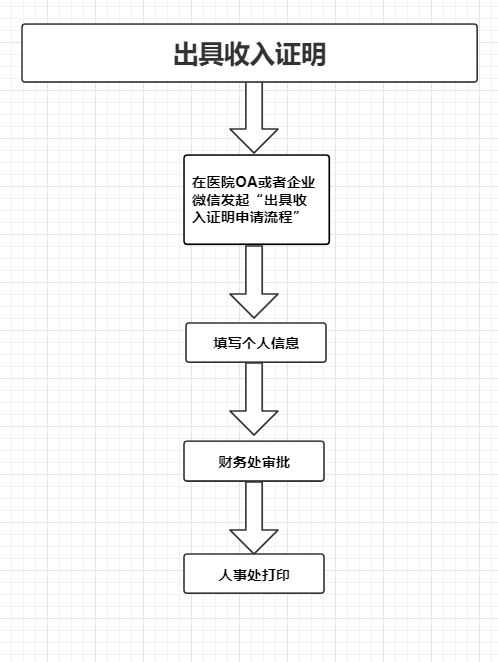 出具收入证明
在医院OA或者企业
微信发起“出具收
入证明申请流程”
填写个人信息
财务处审批
人事处打印